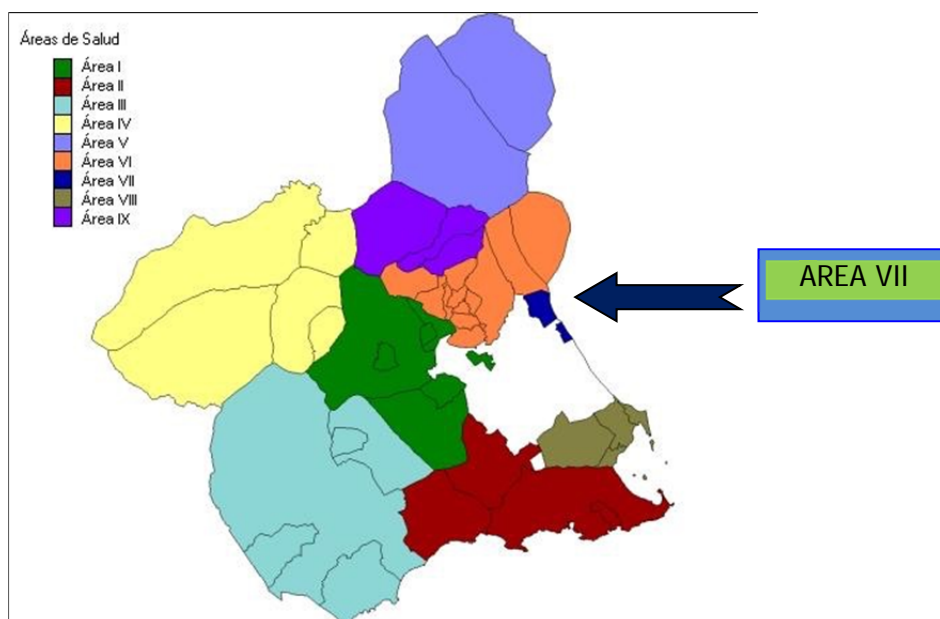 Áreas de Salud
Área I
Área II
Área III
Área IV
Área V
Área VI
Área VII
Área VIII
Área IX
AREA VII